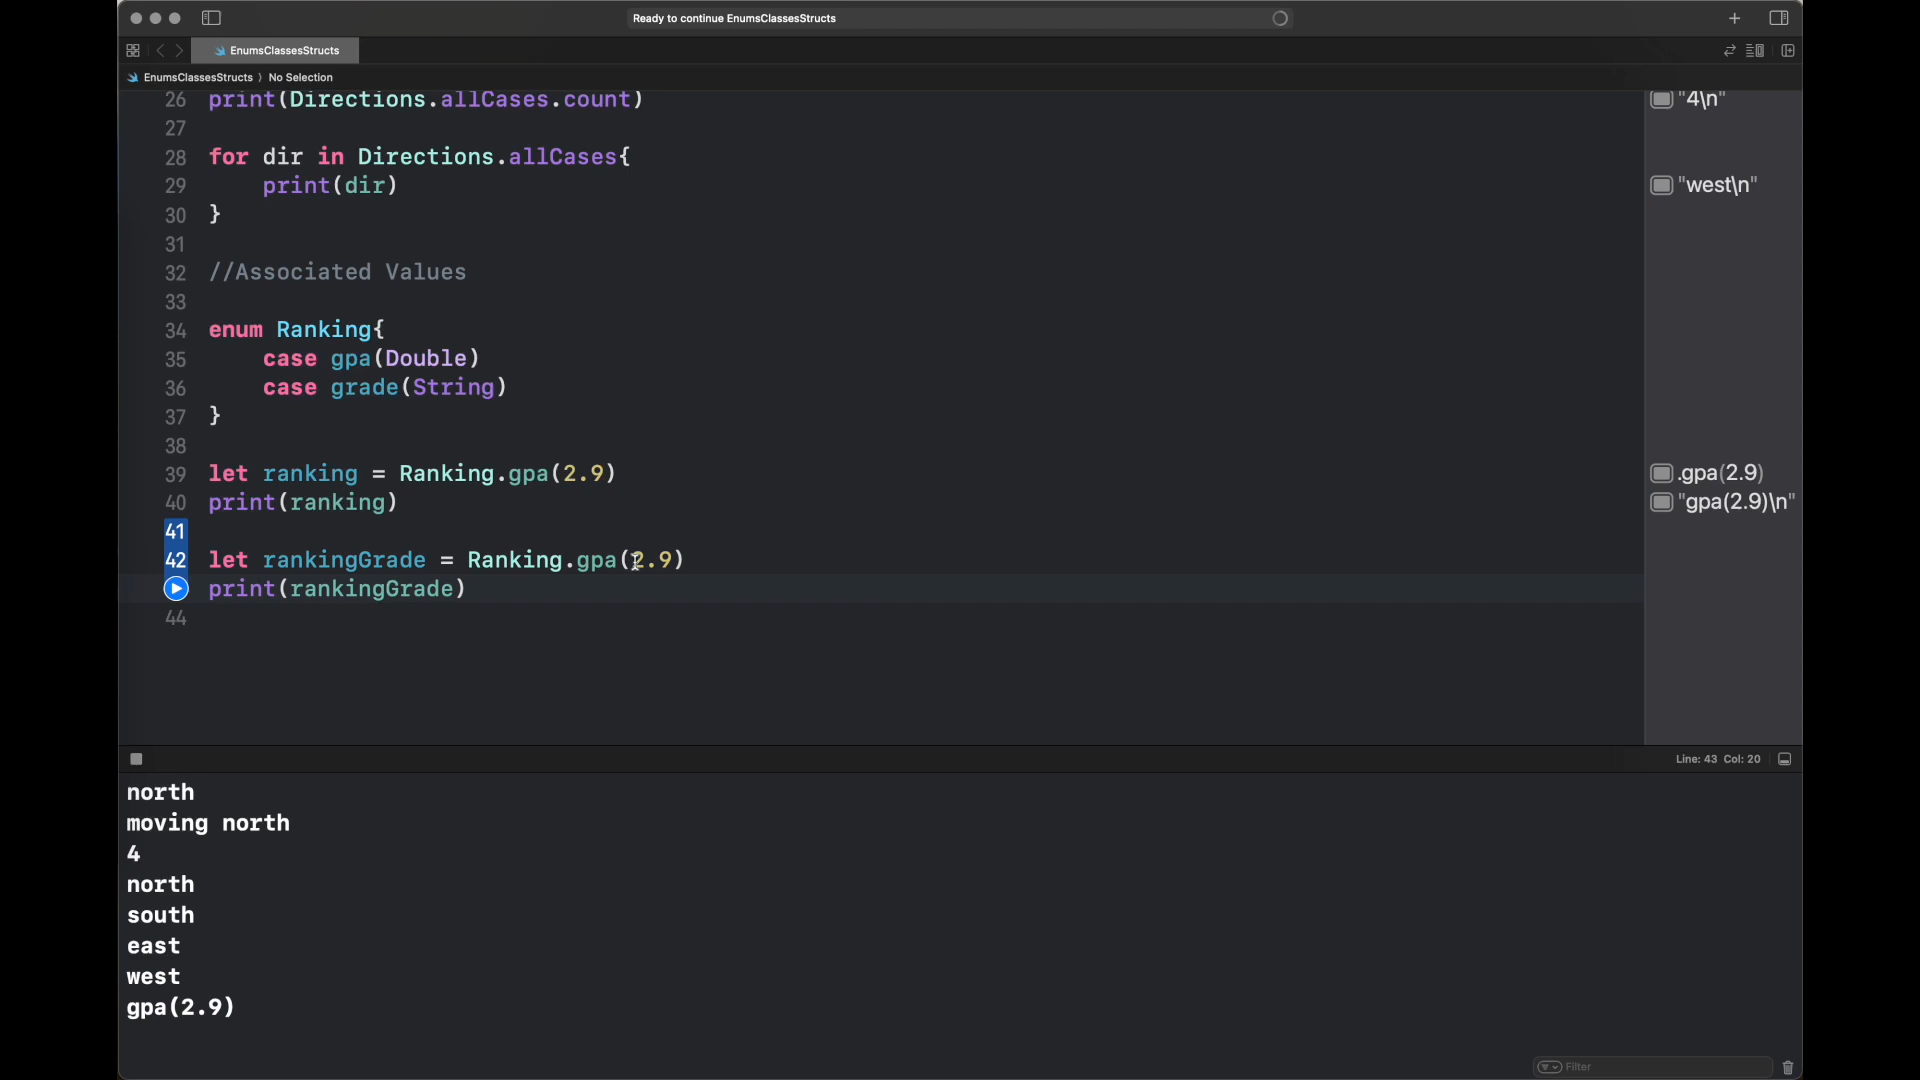 Ready to continue EnumsClassesStructs
EnumsClassesStructs
EnumsClassesStructs 〉 No Selection
26 print(Directions.allCases.count) "4\n"
27
28 for dir in Directions.allCases{
29 print(dir) "west\n"
30 }
31
32 //Associated Values
33
34 enum Ranking{
35 case gpa(Double)
36 case grade(String)
37 }
38
39 let ranking = Ranking.gpa(2.9) .gpa(2.9)
40 print(ranking) "gpa(2.9)\n"
41
42 let rankingGrade = Ranking.gpa(2.9)
print(rankingGrade)
44
Line: 43 Col: 20
north
moving north
4
north
south
east
west
gpa(2.9)
Filter